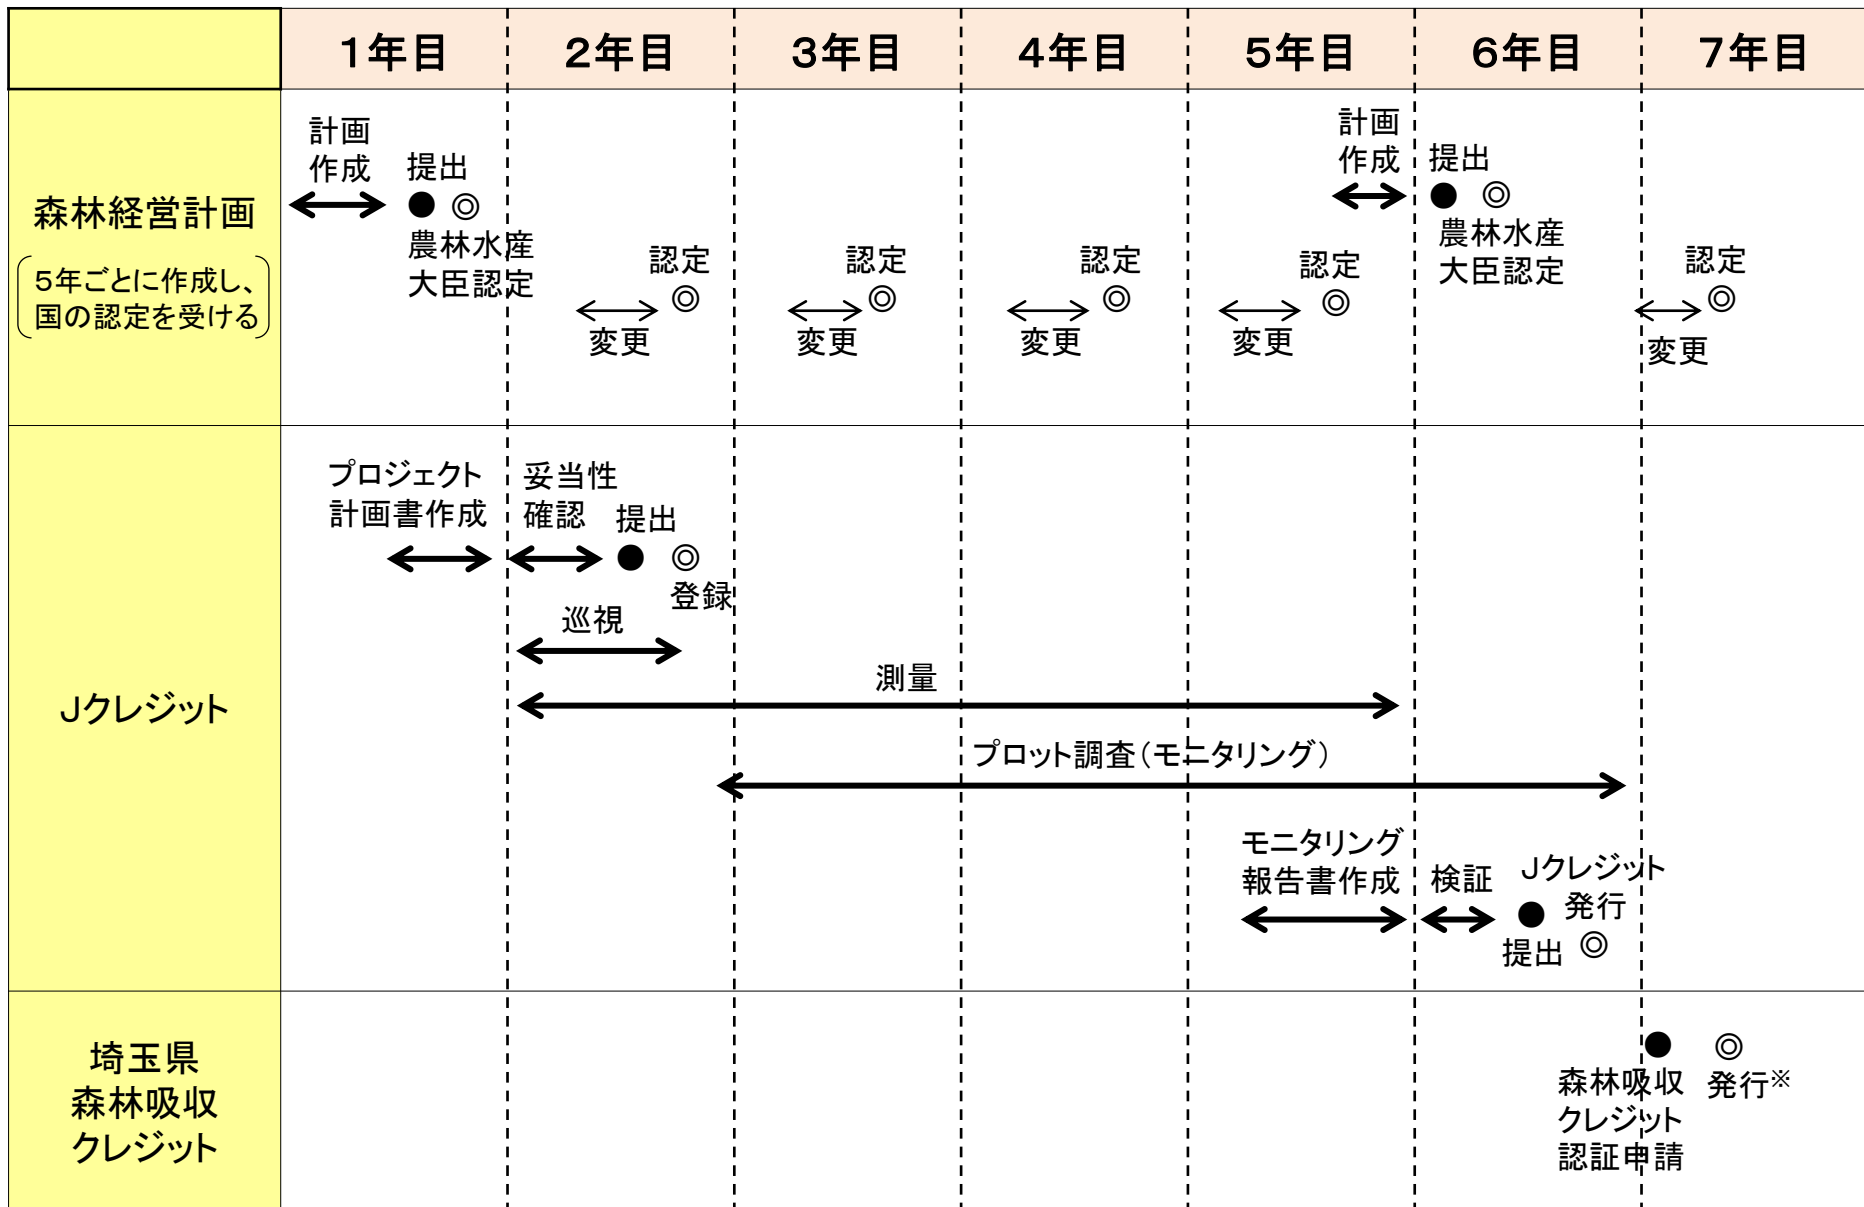 １年目
２年目
３年目
４年目
５年目
６年目
７年目
森林経営計画
５年ごとに作成し、
国の認定を受ける
計画
作成
提出
●
◎
農林水産
大臣認定
認定
◎
変更
認定
◎
変更
認定
◎
変更
認定
◎
変更
計画
作成
提出
●
◎
農林水産
大臣認定
認定
◎
変更
Jクレジット
プロジェクト
計画書作成
妥当性
確認
提出
●
◎
登録
巡視
測量
プロット調査（モニタリング）
モニタリング
報告書作成
検証
●
提出
Jクレジット
発行
◎
埼玉県
森林吸収
クレジット
●
森林吸収
クレジット
認証申請
◎
発行※